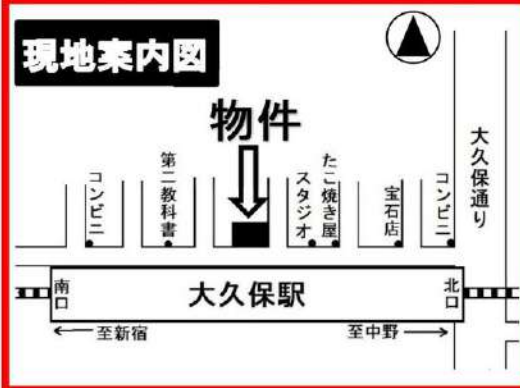 現地案内図
物件
コンビニ
第二教科書
スタジオ
たこ焼き屋
宝石店
コンビニ
大久保通り
南口
大久保駅
北口
←至新宿
至中野→